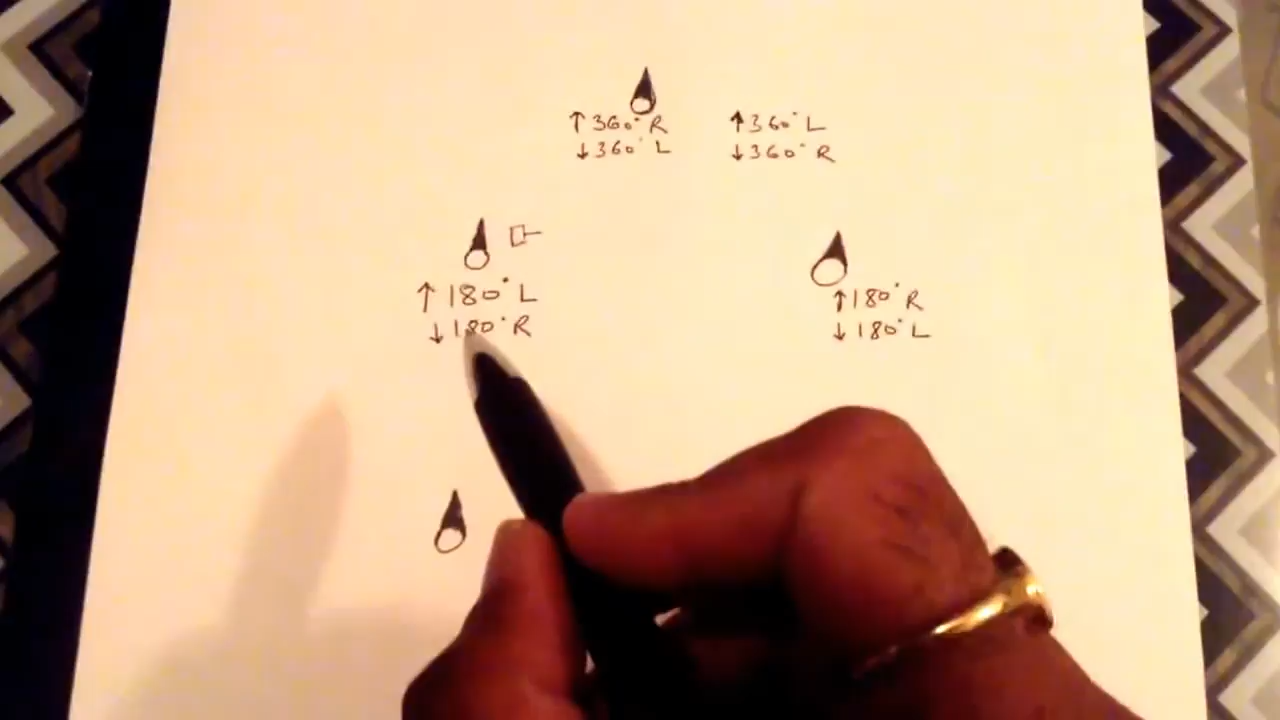 ↑360° R
↓360° L
↑360° L
↓360° R
↑180° L
↓180° R
↑180° R
↓180° L